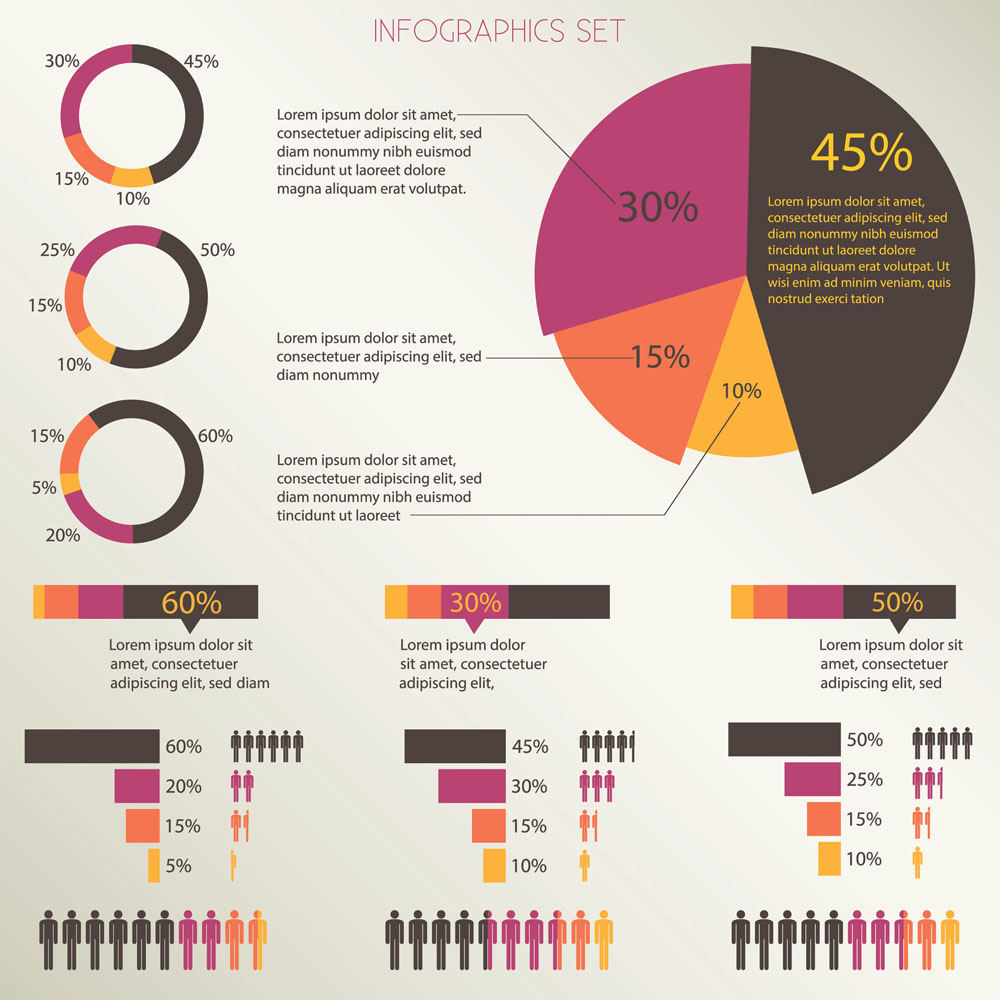 INFOGRAPHICS SET
30%
45%
15%
10%
25%
50%
15%
10%
15%
60%
5%
20%
Lorem ipsum dolor sit amet,
consectetuer adipiscing elit, sed
diam nonummy nibh euismod
tincidunt ut laoreet dolore
magna aliquam erat volutpat.
Lorem ipsum dolor sit amet,
consectetuer adipiscing elit, sed
diam nonummy
Lorem ipsum dolor sit amet,
consectetuer adipiscing elit, sed
diam nonummy nibh euismod
tincidunt ut laoreet
30%
15%
10%
45%
Lorem ipsum dolor sit amet,
consectetuer adipiscing elit, sed
diam nonummy nibh euismod
tincidunt ut laoreet dolore
magna aliquam erat volutpat. Ut
wisi enim ad minim veniam, quis
nostrud exerci tation
60%
Lorem ipsum dolor sit
amet, consectetuer
adipiscing elit, sed diam
30%
Lorem ipsum dolor
sit amet, consectetuer
adipiscing elit,
50%
Lorem ipsum dolor sit
amet, consectetuer
adipiscing elit, sed
60%
20%
15%
5%
45%
30%
15%
10%
50%
25%
15%
10%